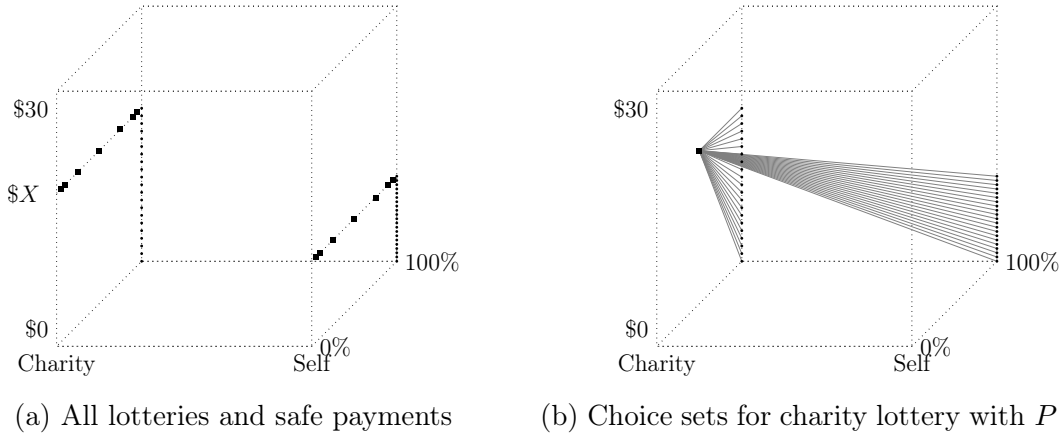 $30
$X
$0
Charity
Self
0%
100%
(a) All lotteries and safe payments
$30
$0
Charity
Self
0%
100%
(b) Choice sets for charity lottery with P